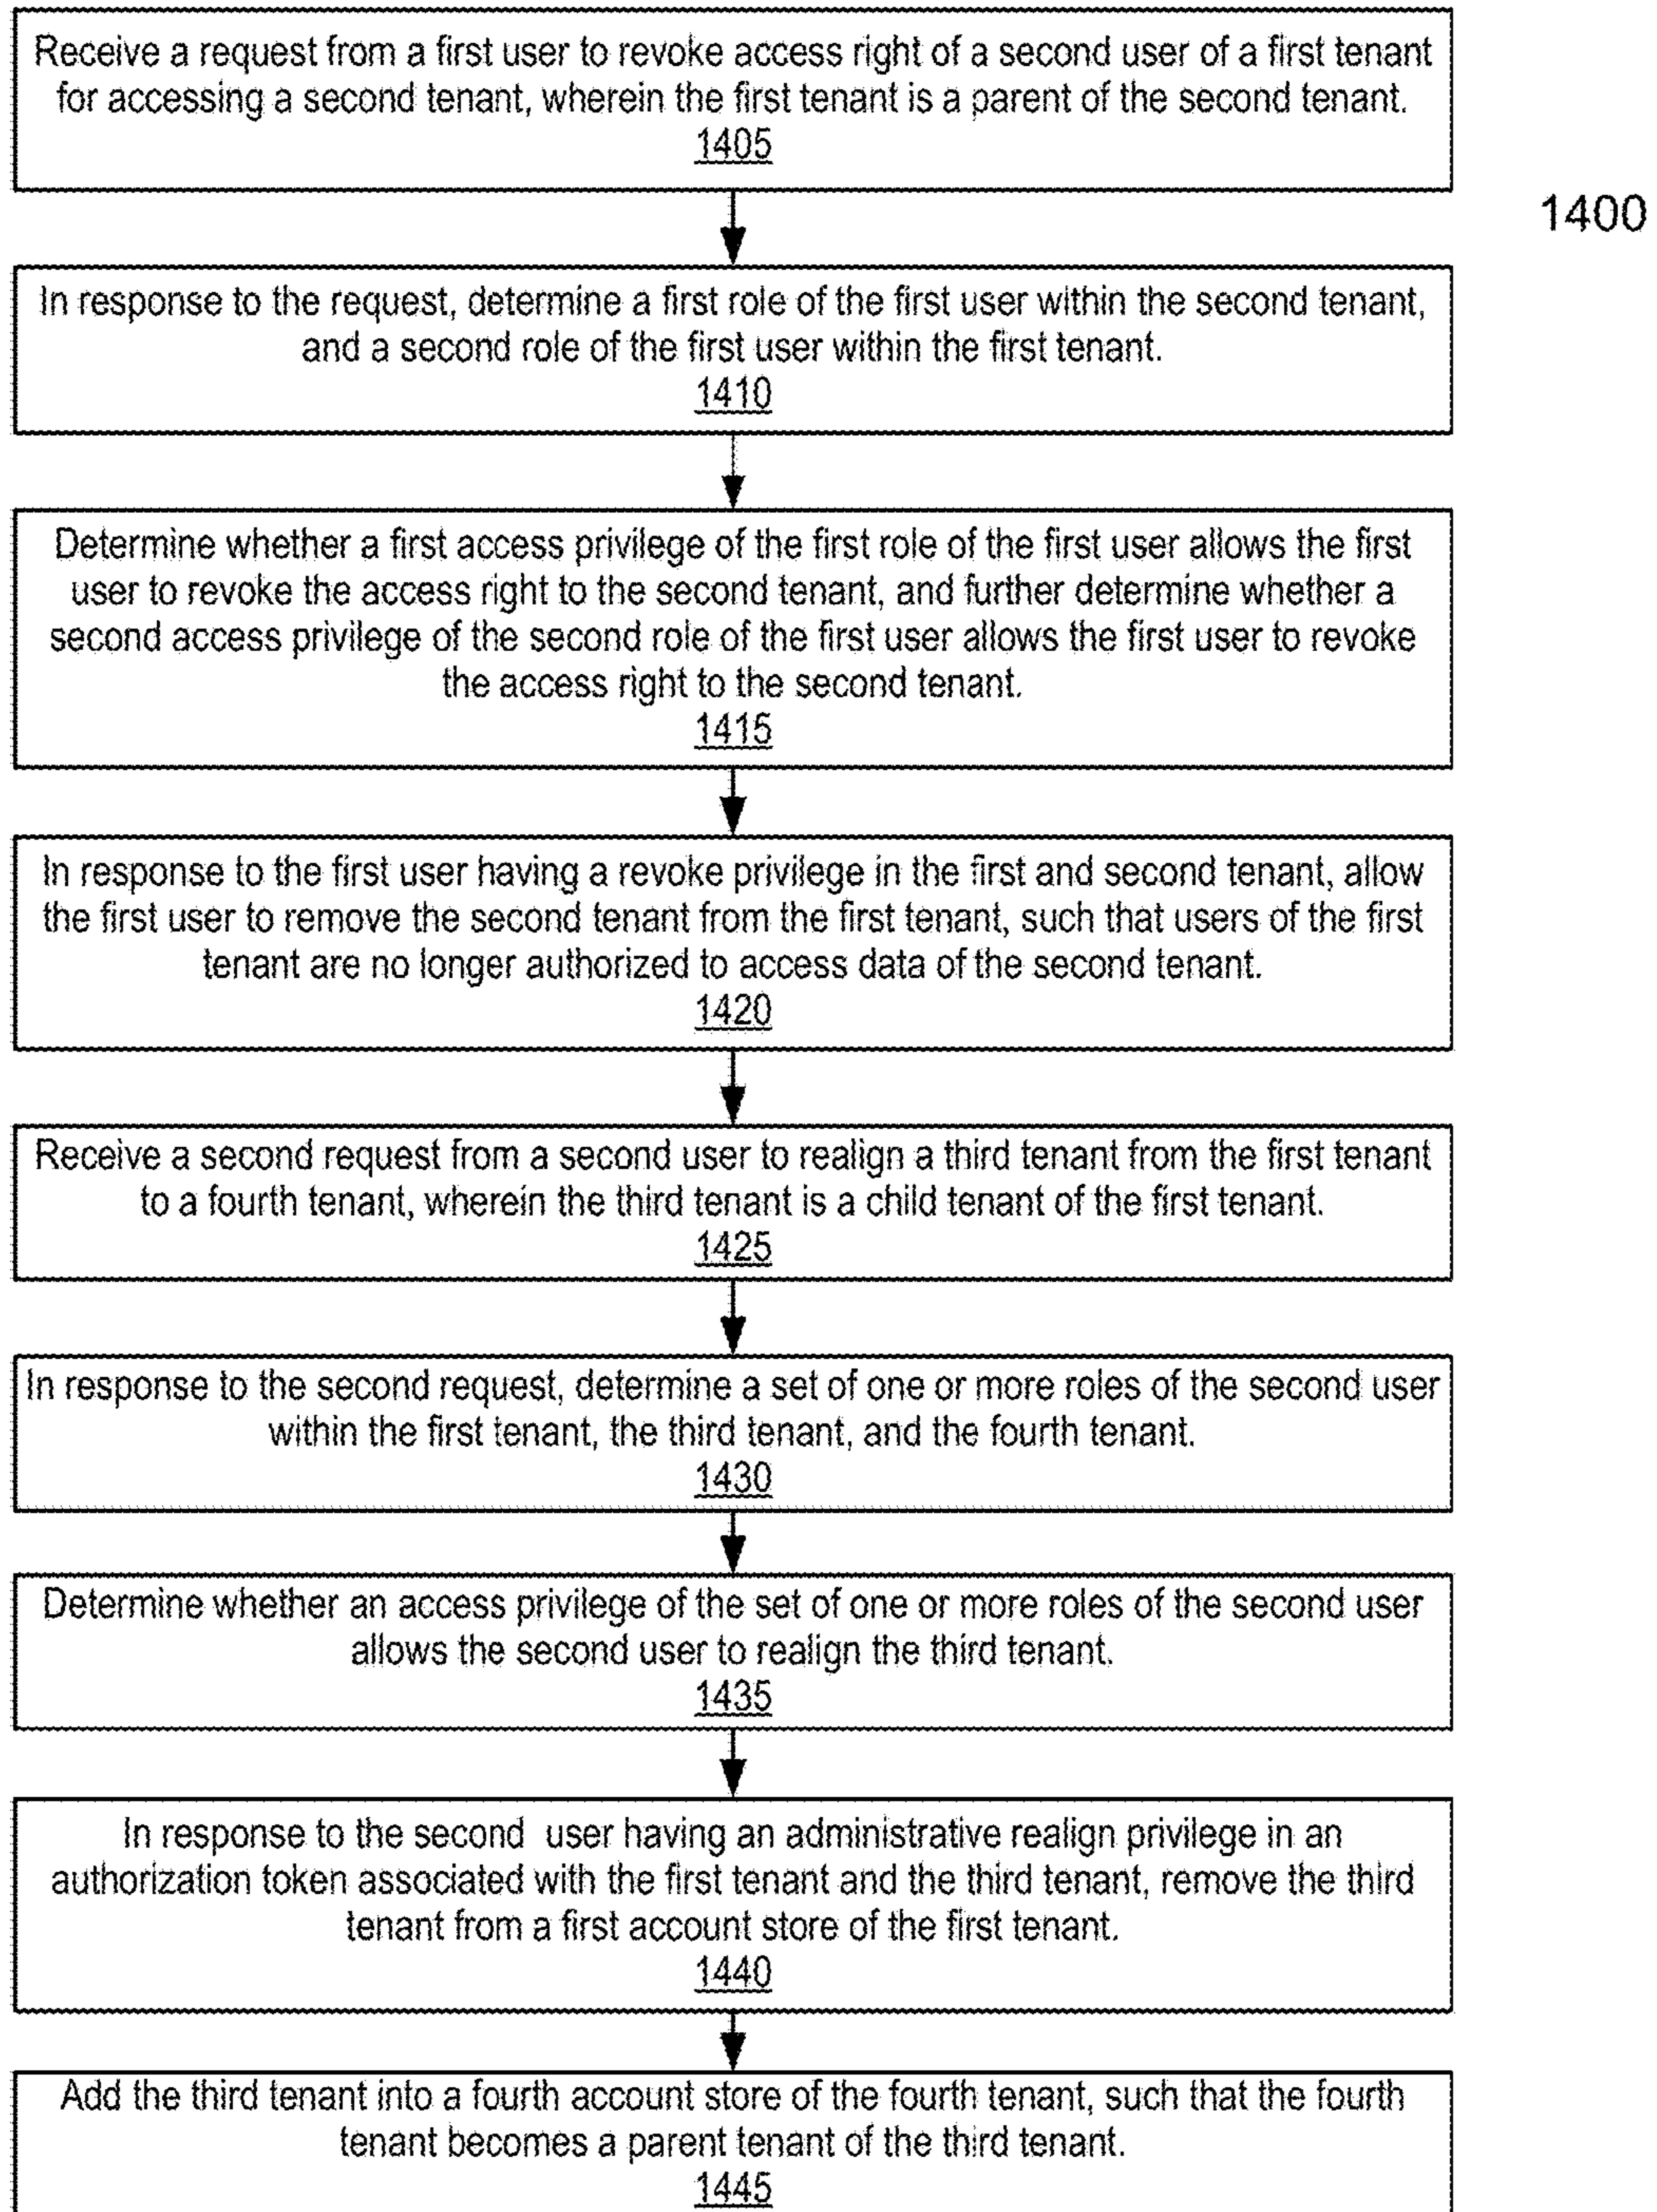 Receive a request from a first user to revoke access right of a second user of a first tenant
for accessing a second tenant, wherein the first tenant is a parent of the second tenant.
1405
1400
In response to the request, determine a first role of the first user within the second tenant,
and a second role of the first user within the first tenant.
1410
Determine whether a first access privilege of the first role of the first user allows the first
user to revoke the access right to the second tenant, and further determine whether a
second access privilege of the second role of the first user allows the first user to revoke
the access right to the second tenant.
1415
In response to the first user having a revoke privilege in the first and second tenant, allow
the first user to remove the second tenant from the first tenant, such that users of the first
tenant are no longer authorized to access data of the second tenant.
1420
Receive a second request from a second user to realign a third tenant from the first tenant
to a fourth tenant, wherein the third tenant is a child tenant of the first tenant.
1425
In response to the second request, determine a set of one or more roles of the second user
within the first tenant, the third tenant, and the fourth tenant.
1430
Determine whether an access privilege of the set of one or more roles of the second user
allows the second user to realign the third tenant.
1435
In response to the second user having an administrative realign privilege in an
authorization token associated with the first tenant and the third tenant, remove the third
tenant from a first account store of the first tenant.
1440
Add the third tenant into a fourth account store of the fourth tenant, such that the fourth
tenant becomes a parent tenant of the third tenant.
1445